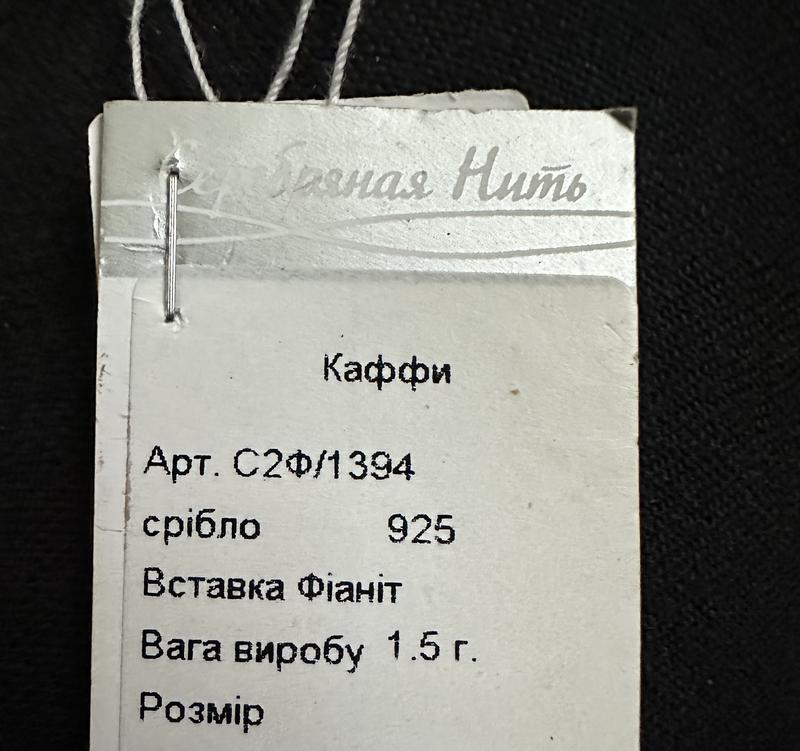 Серебряная Нить
Каффи
Арт. С2Ф/1394
срібло 925
Вставка Фіаніт
Вага виробу 1.5 г.
Розмір